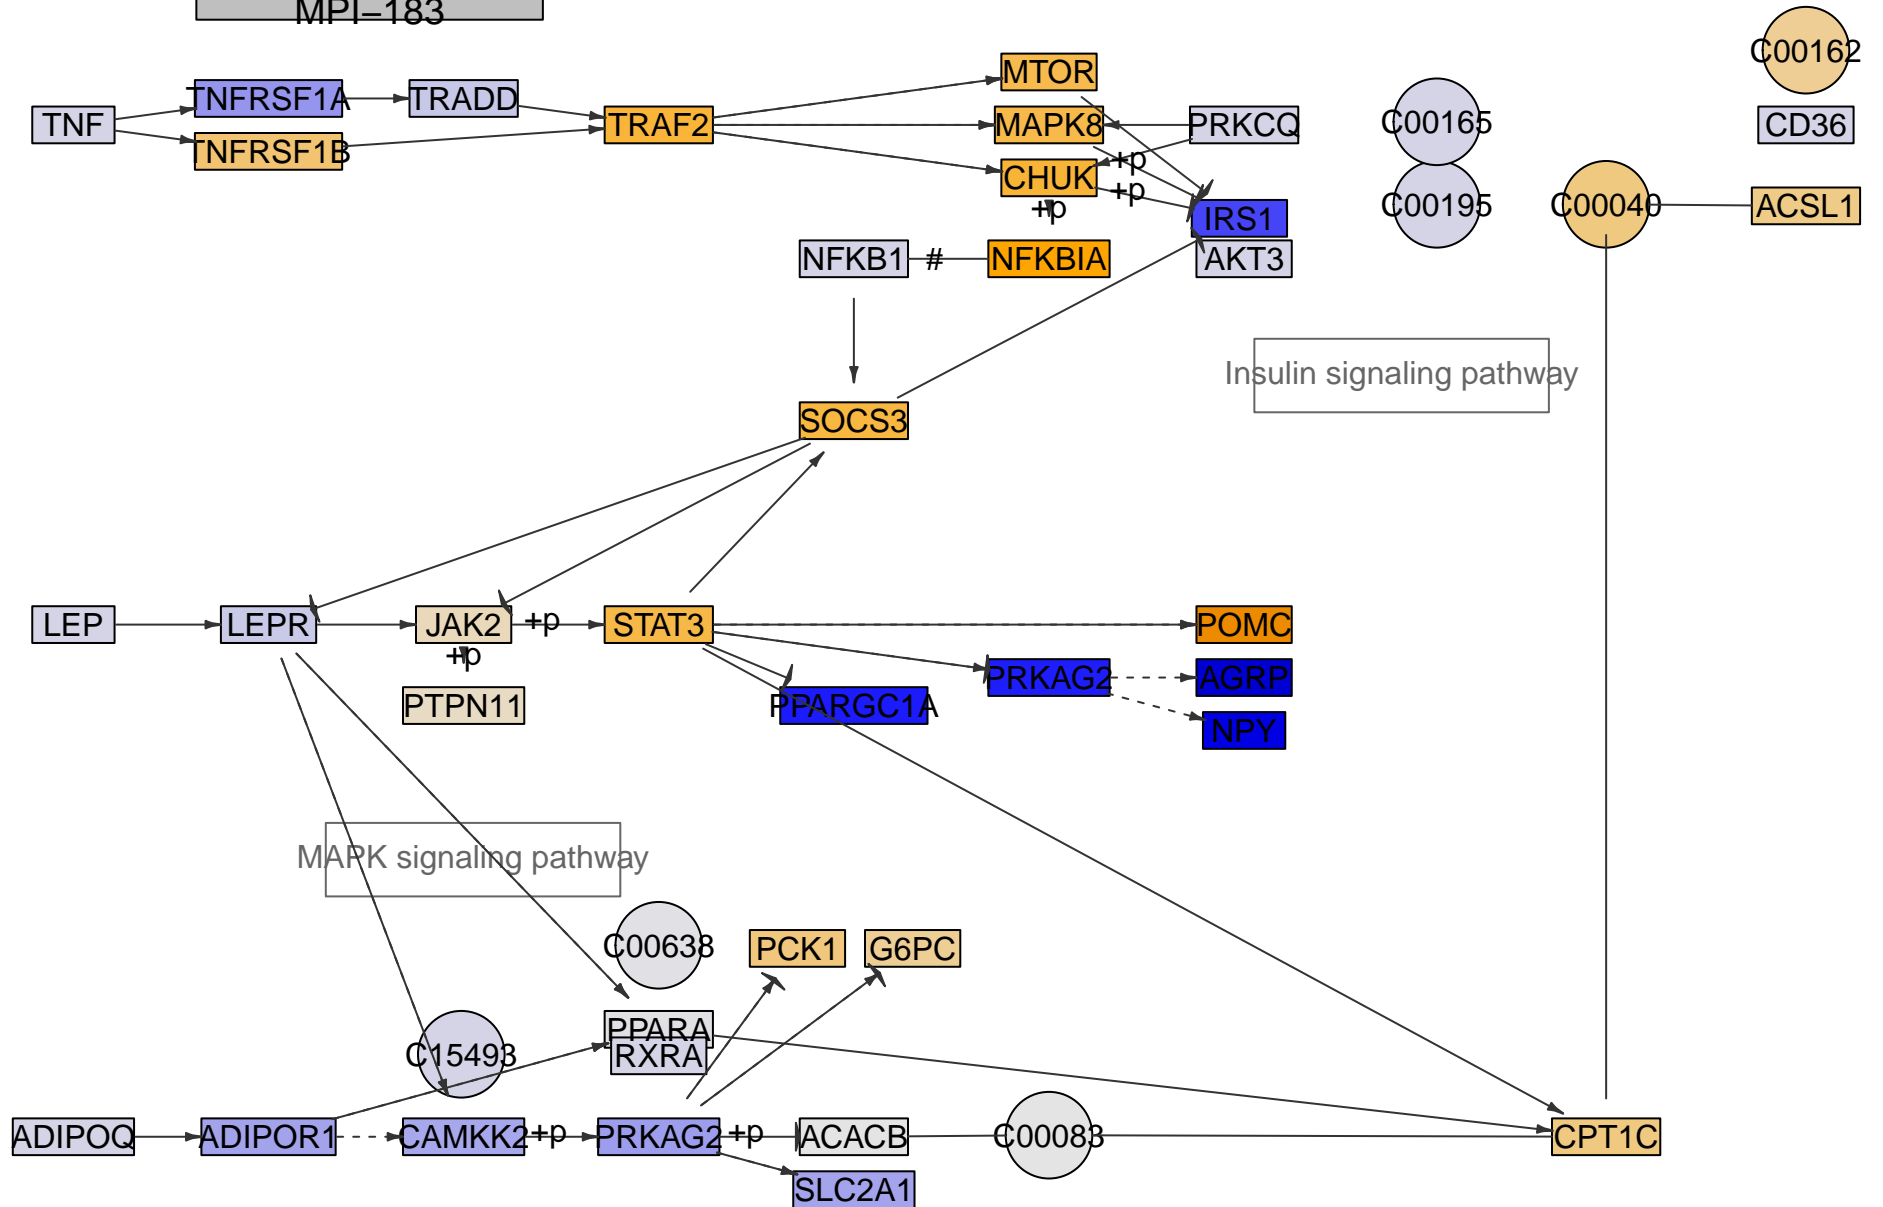 MPI−183
C00162
MTOR
TNFRSF1A
TRADD
TNF
TRAF2
MAPK8
PRKCQ
C00165
CD36
TNFRSF1B
+p
CHUK
+p
+p
IRS1
C00195
C00040
ACSL1
NFKB1
#
NFKBIA
AKT3
Insulin signaling pathway
SOCS3
LEP
LEPR
JAK2
+p
STAT3
POMC
+p
PRKAG2
AGRP
PTPN11
PPARGC1A
NPY
MAPK signaling pathway
C00638
PCK1
G6PC
PPARA
C15493
RXRA
ADIPOQ
ADIPOR1
CAMKK2
+p
PRKAG2
+p
ACACB
C00083
CPT1C
SLC2A1